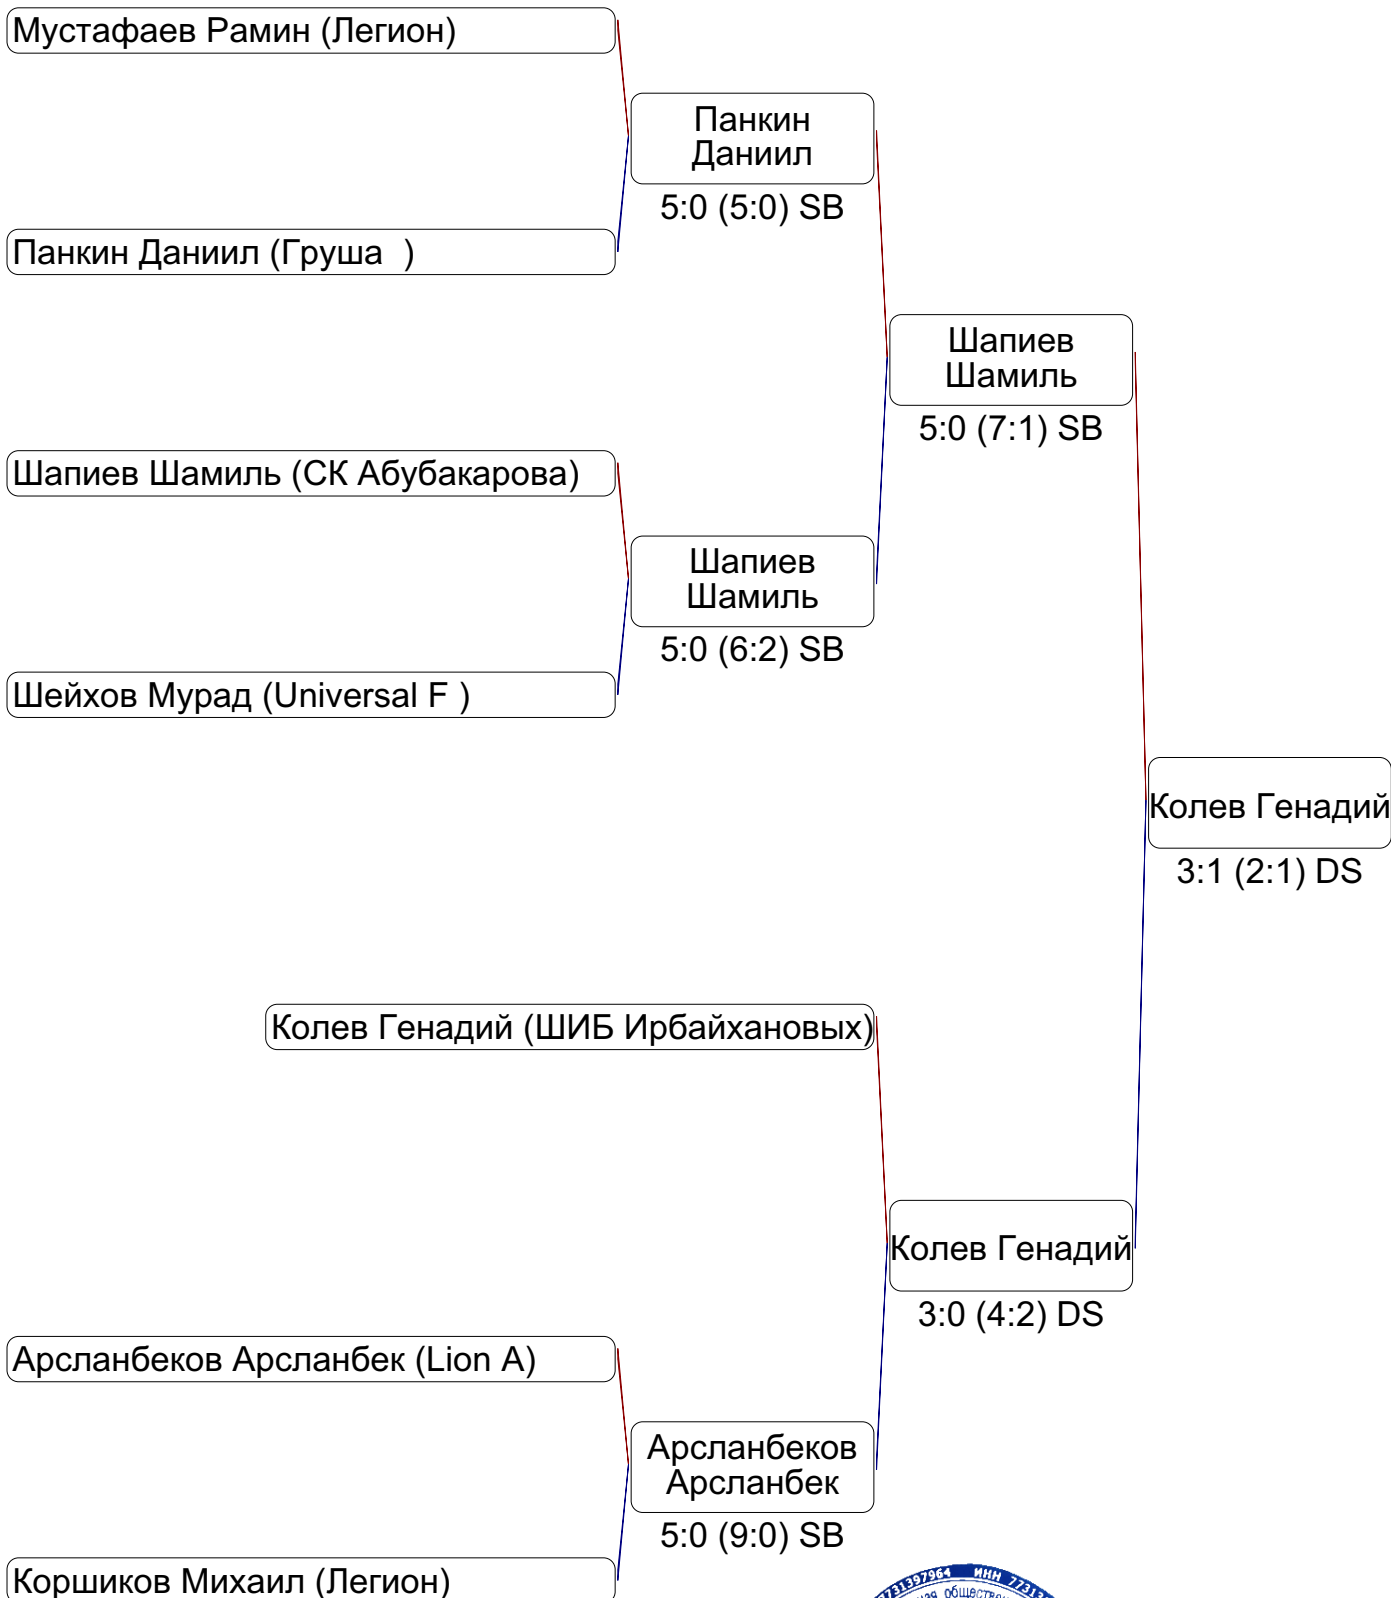 Мустафаев Рамин (Легион)
Панкин
Даниил
5:0 (5:0) SB
Панкин Даниил (Груша )
Шапиев
Шамиль
5:0 (7:1) SB
Шапиев Шамиль (СК Абубакарова)
Шапиев
Шамиль
5:0 (6:2) SB
Шейхов Мурад (Universal F )
Колев Генадий
3:1 (2:1) DS
Колев Генадий (ШИБ Ирбайхановых)
Колев Генадий
3:0 (4:2) DS
Арсланбеков Арсланбек (Lion A)
Арсланбеков
Арсланбек
5:0 (9:0) SB
Коршиков Михаил (Легион)
731397964 ИНН 7731